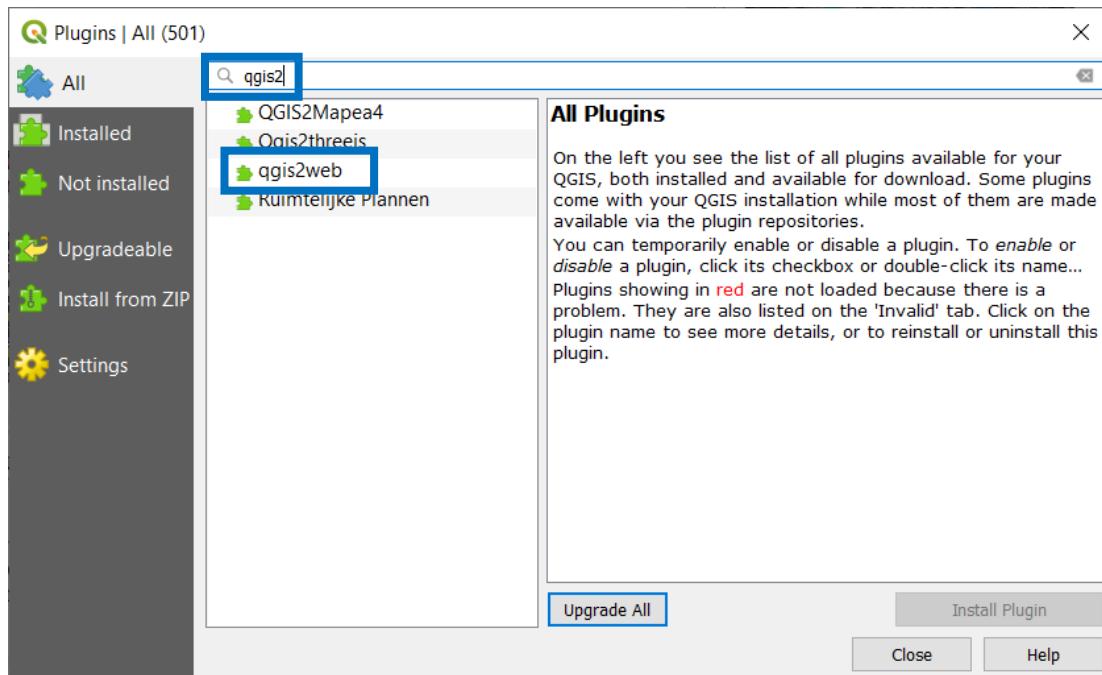 Plugins | All (501)
All
qgis2
Installed
Not installed
Upgradeable
Install from ZIP
Settings
QGIS2Mapea4
Qgis2threejs
qgis2web
Ruimtelijke Plannen
All Plugins
On the left you see the list of all plugins available for your
QGIS, both installed and available for download. Some plugins
come with your QGIS installation while most of them are made
available via the plugin repositories.
You can temporarily enable or disable a plugin. To enable or
disable a plugin, click its checkbox or double-click its name...
Plugins showing in red are not loaded because there is a
problem. They are also listed on the 'Invalid' tab. Click on the
plugin name to see more details, or to reinstall or uninstall this
plugin.
Upgrade All
Install Plugin
Close
Help